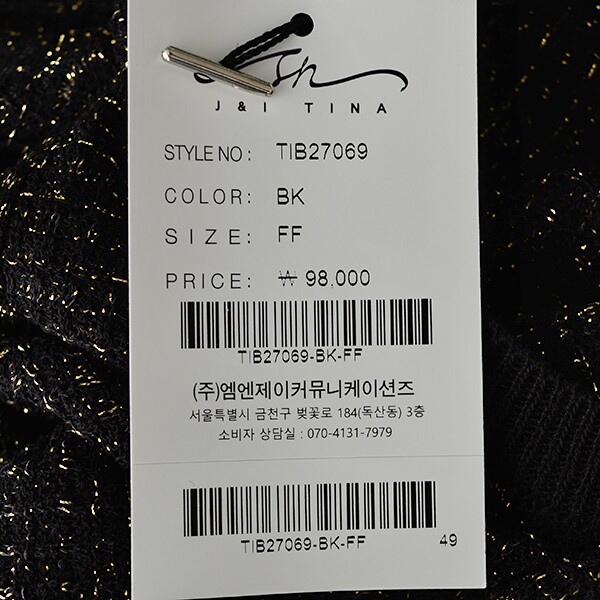 J & I TINA
STYLE NO : TIB27069
COLOR : BK
SIZE : FF
PRICE : ₩ 98.000
TIB27069-BK-FF
(주)엠엔제이커뮤니케이션즈
서울특별시 금천구 벚꽃로 184(독산동) 3층
소비자 상담실 : 070-4131-7979
TIB27069-BK-FF 49